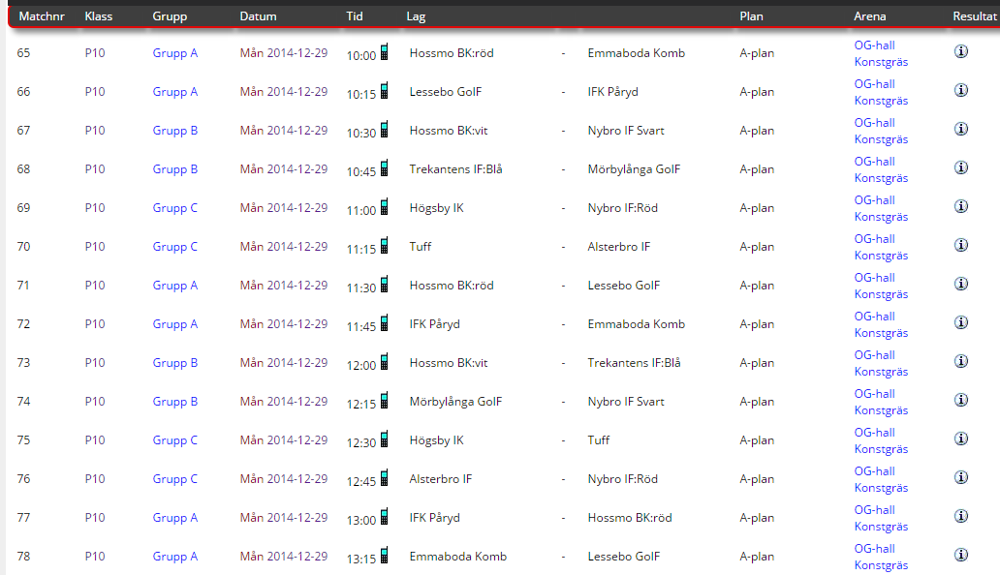 Matchnr Klass Grupp Datum Tid Lag Plan Arena Resultat
65 P10 Grupp A Mån 2014-12-29 10:00 Hossmo BK:röd - Emmaboda Komb A-plan OG-hall Konstgräs
66 P10 Grupp A Mån 2014-12-29 10:15 Lessebo GoIF - IFK Påryd A-plan OG-hall Konstgräs
67 P10 Grupp B Mån 2014-12-29 10:30 Hossmo BK:vit - Nybro IF Svart A-plan OG-hall Konstgräs
68 P10 Grupp B Mån 2014-12-29 10:45 Trekantens IF:Blå - Mörbylånga GoIF A-plan OG-hall Konstgräs
69 P10 Grupp C Mån 2014-12-29 11:00 Högsby IK - Nybro IF:Röd A-plan OG-hall Konstgräs
70 P10 Grupp C Mån 2014-12-29 11:15 Tuff - Alsterbro IF A-plan OG-hall Konstgräs
71 P10 Grupp A Mån 2014-12-29 11:30 Hossmo BK:röd - Lessebo GoIF A-plan OG-hall Konstgräs
72 P10 Grupp A Mån 2014-12-29 11:45 IFK Påryd - Emmaboda Komb A-plan OG-hall Konstgräs
73 P10 Grupp B Mån 2014-12-29 12:00 Hossmo BK:vit - Trekantens IF:Blå A-plan OG-hall Konstgräs
74 P10 Grupp B Mån 2014-12-29 12:15 Mörbylånga GoIF - Nybro IF Svart A-plan OG-hall Konstgräs
75 P10 Grupp C Mån 2014-12-29 12:30 Högsby IK - Tuff A-plan OG-hall Konstgräs
76 P10 Grupp C Mån 2014-12-29 12:45 Alsterbro IF - Nybro IF:Röd A-plan OG-hall Konstgräs
77 P10 Grupp A Mån 2014-12-29 13:00 IFK Påryd - Hossmo BK:röd A-plan OG-hall Konstgräs
78 P10 Grupp A Mån 2014-12-29 13:15 Emmaboda Komb - Lessebo GoIF A-plan OG-hall Konstgräs